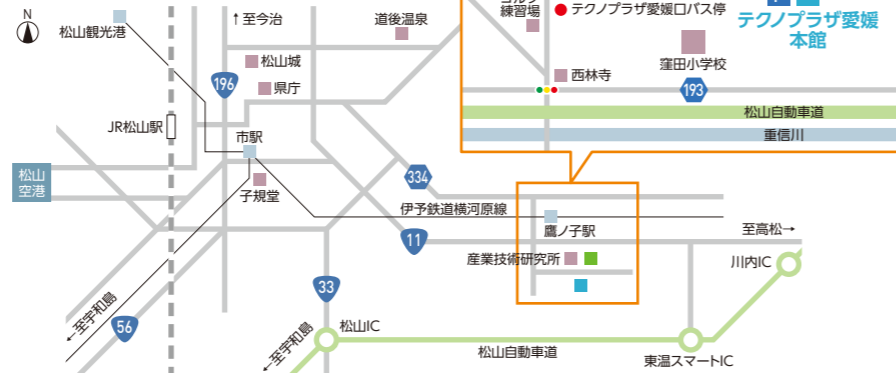 N
松山観光港
↑至今治
道後温泉
練習場
テクノプラザ愛媛口バス停
テクノプラザ愛媛
本館
松山城
窪田小学校
196
県庁
西林寺
193
松山自動車道
JR松山駅
市駅
重信川
松山
空港
334
子規堂
伊予鉄道横河原線
鷹ノ子駅
11
至高松→
産業技術研究所
川内IC
33
←至宇和島
56
松山IC
←至宇和島
松山自動車道
東温スマートIC